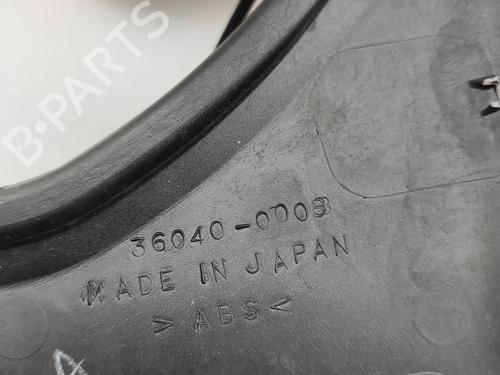 B-PARTS
36040-0003
MADE IN JAPAN
> ABS <
A